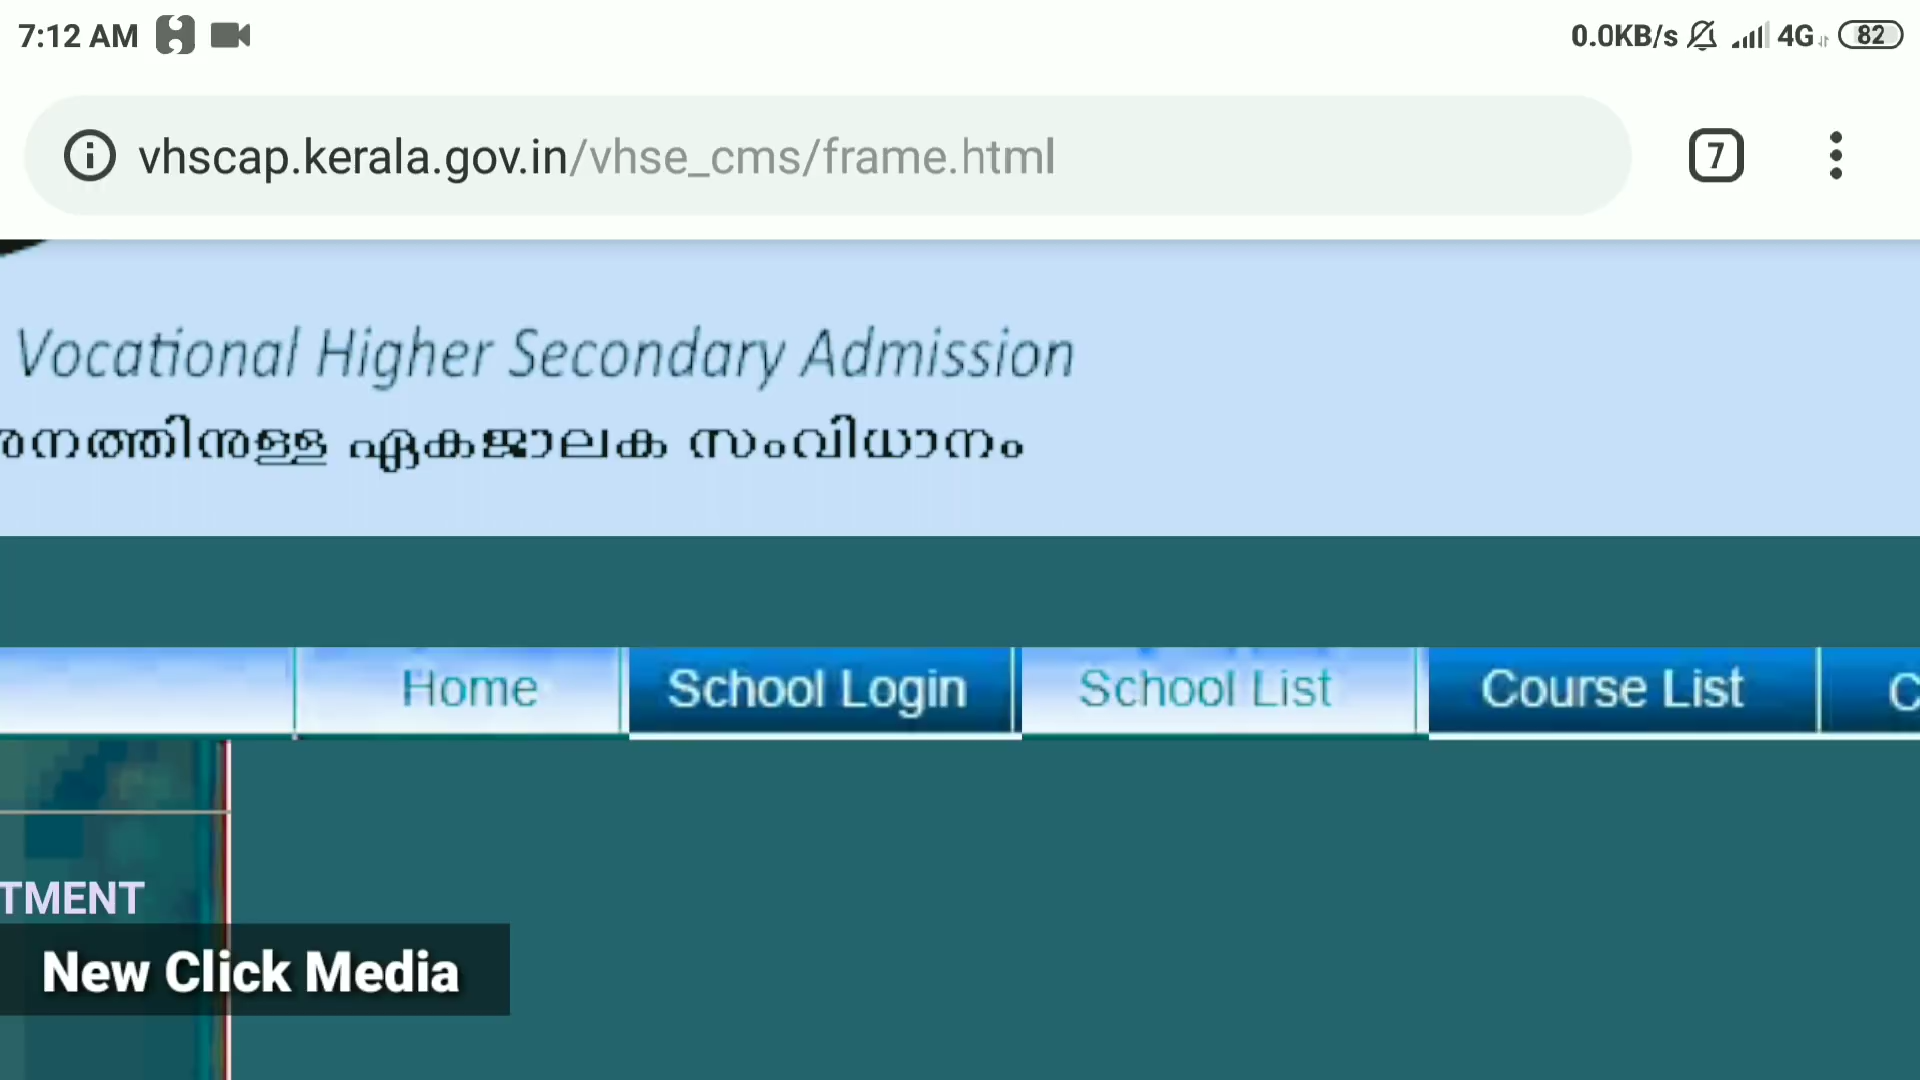 7:12 AM
0.0KB/s 4G 82
vhscap.kerala.gov.in/vhse_cms/frame.html
7
Vocational Higher Secondary Admission
ശനത്തിനുള്ള ഏകജാലക സംവിധാനം
Home School Login School List Course List C
TMENT
New Click Media